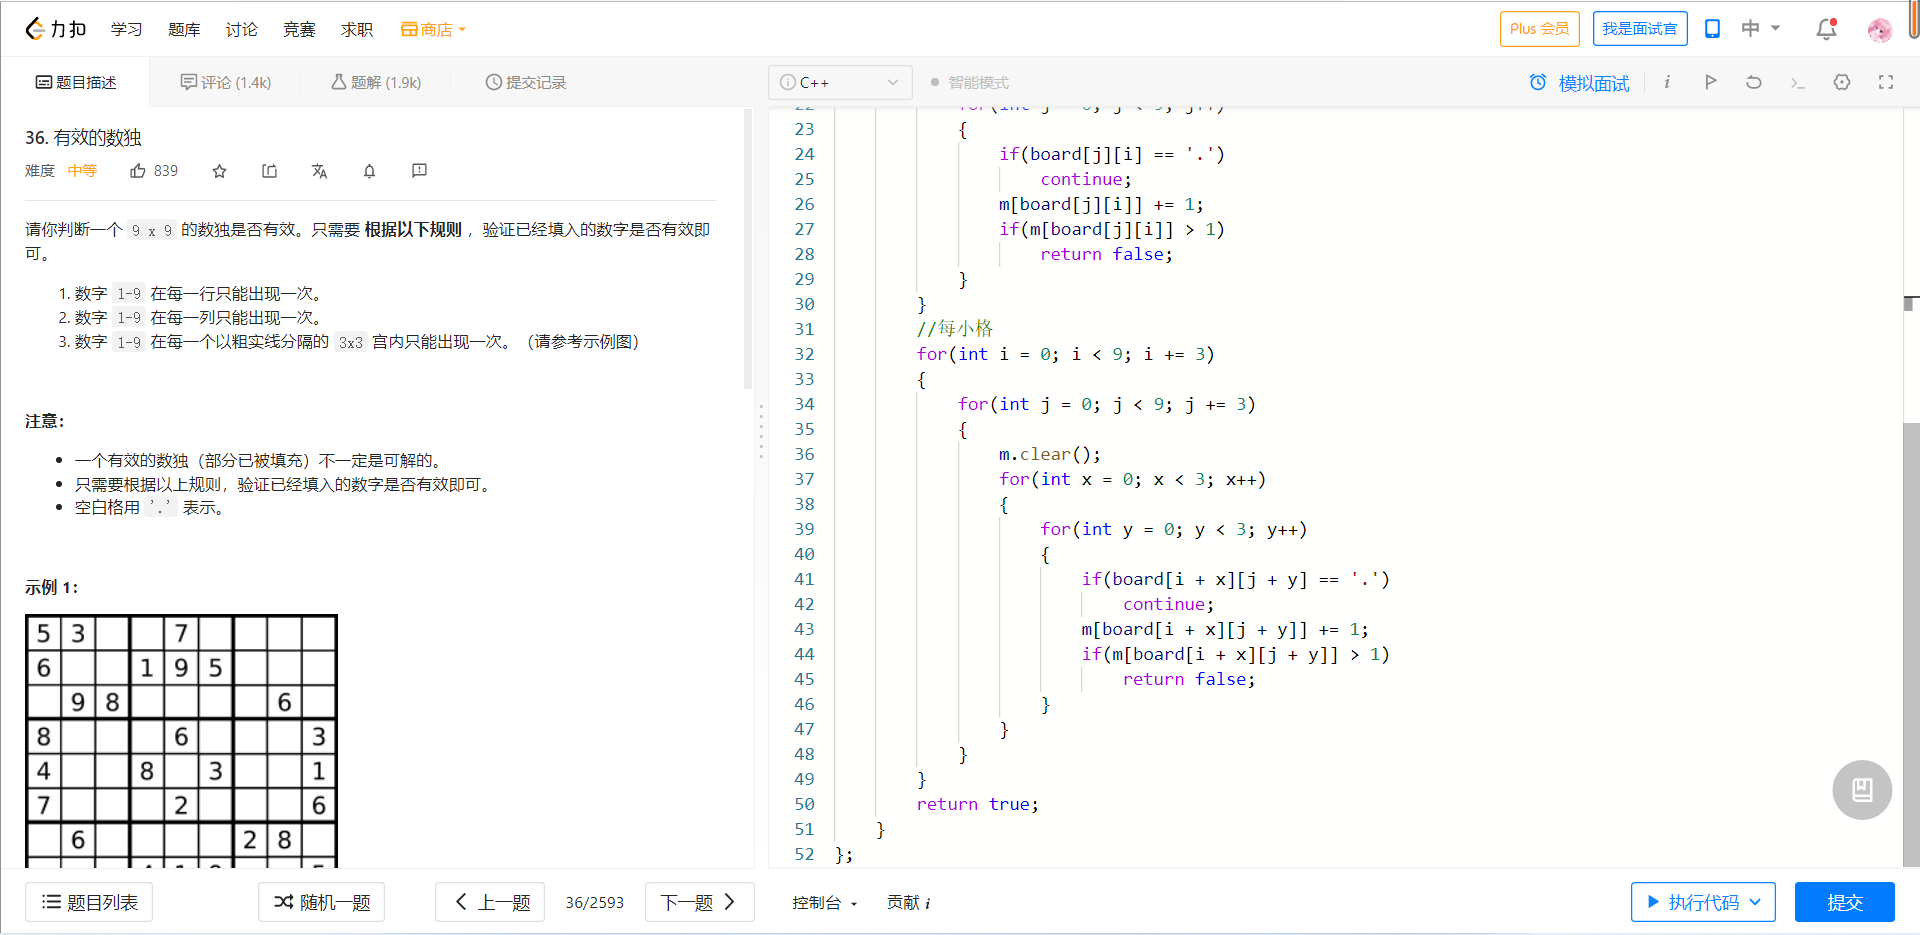 力扣 学习 题库 讨论 竞赛 求职 商店 Plus 会员 我是面试官 中
题目描述 评论 (1.4k) 题解 (1.9k) 提交记录
36. 有效的数独
难度 中等 839
请你判断一个 9 x 9 的数独是否有效。只需要 根据以下规则 ，验证已经填入的数字是否有效即
可。
1. 数字 1-9 在每一行只能出现一次。
2. 数字 1-9 在每一列只能出现一次。
3. 数字 1-9 在每一个以粗实线分隔的 3x3 宫内只能出现一次。（请参考示例图）
注意：
• 一个有效的数独（部分已被填充）不一定是可解的。
• 只需要根据以上规则，验证已经填入的数字是否有效即可。
• 空白格用 '.' 表示。
示例 1：
5 3 7
6 1 9 5
9 8 6
8 6 3
4 8 3 1
7 2 6
6 2 8
题目列表 随机一题 上一题 36/2593 下一题
C++ 智能模式 模拟面试 i
22 for(int j = 0; j < 9; j++)
23 {
24 if(board[j][i] == '.')
25 continue;
26 m[board[j][i]] += 1;
27 if(m[board[j][i]] > 1)
28 return false;
29 }
30 }
31 //每小格
32 for(int i = 0; i < 9; i += 3)
33 {
34 for(int j = 0; j < 9; j += 3)
35 {
36 m.clear();
37 for(int x = 0; x < 3; x++)
38 {
39 for(int y = 0; y < 3; y++)
40 {
41 if(board[i + x][j + y] == '.')
42 continue;
43 m[board[i + x][j + y]] += 1;
44 if(m[board[i + x][j + y]] > 1)
45 return false;
46 }
47 }
48 }
49 }
50 return true;
51 }
52 };
控制台 贡献 i 执行代码 提交